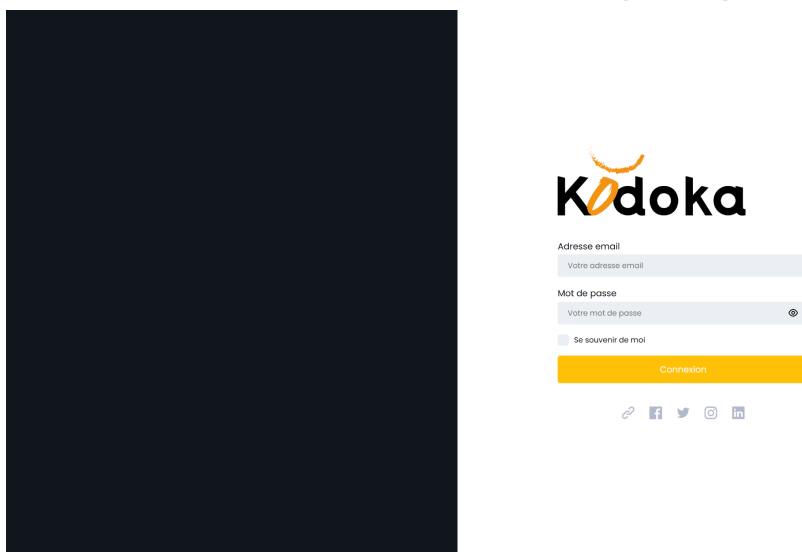 Kodoka
Adresse email
Votre adresse email
Mot de passe
Votre mot de passe
Se souvenir de moi
Connexion